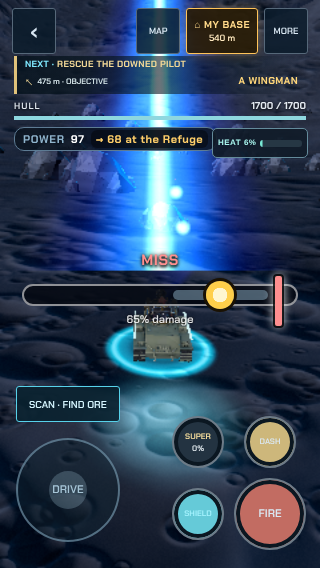 ‹
MAP
⌂ MY BASE
540 m
MORE
NEXT · RESCUE THE DOWNED PILOT
↖ 475 m · OBJECTIVE
A WINGMAN
HULL
1700 / 1700
POWER 97
→ 68 at the Refuge
HEAT 6%
MISS
65% damage
SCAN · FIND ORE
SUPER
0%
DASH
DRIVE
SHIELD
FIRE